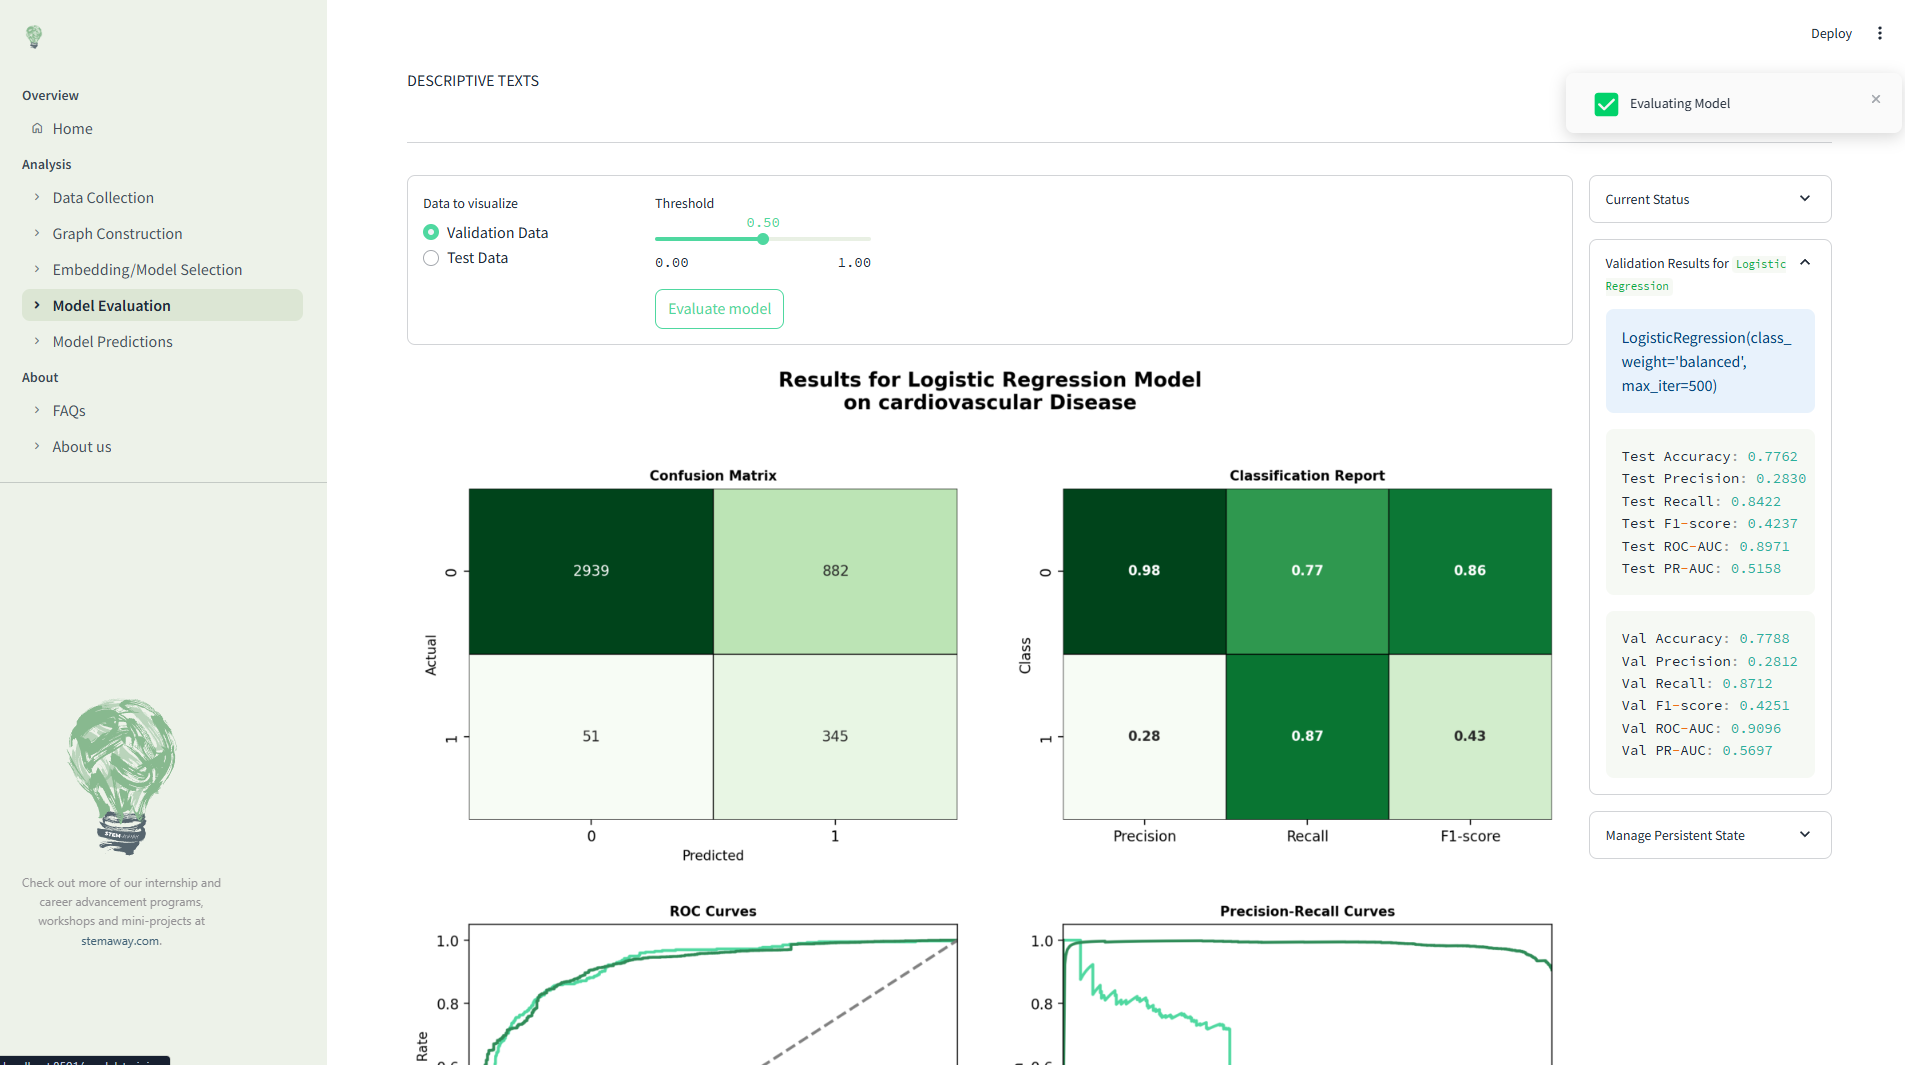 Overview
Home
Analysis
Data Collection
Graph Construction
Embedding/Model Selection
Model Evaluation
Model Predictions
About
FAQs
About us
STEM-Away
Check out more of our internship and
career advancement programs,
workshops and mini-projects at
stemaway.com.
Deploy
Evaluating Model
DESCRIPTIVE TEXTS
Data to visualize
Validation Data
Test Data
Threshold
0.50
0.00 1.00
Evaluate model
Results for Logistic Regression Model
on cardiovascular Disease
Confusion Matrix
Actual
0
1
2939 882
51 345
0 1
Predicted
Classification Report
Class
0
1
0.98 0.77 0.86
0.28 0.87 0.43
Precision Recall F1-score
ROC Curves
1.0
0.8
Rate
Precision-Recall Curves
1.0
0.8
Current Status
Validation Results for Logistic
Regression
LogisticRegression(class_
weight='balanced',
max_iter=500)
Test Accuracy: 0.7762
Test Precision: 0.2830
Test Recall: 0.8422
Test F1-score: 0.4237
Test ROC-AUC: 0.8971
Test PR-AUC: 0.5158
Val Accuracy: 0.7788
Val Precision: 0.2812
Val Recall: 0.8712
Val F1-score: 0.4251
Val ROC-AUC: 0.9096
Val PR-AUC: 0.5697
Manage Persistent State